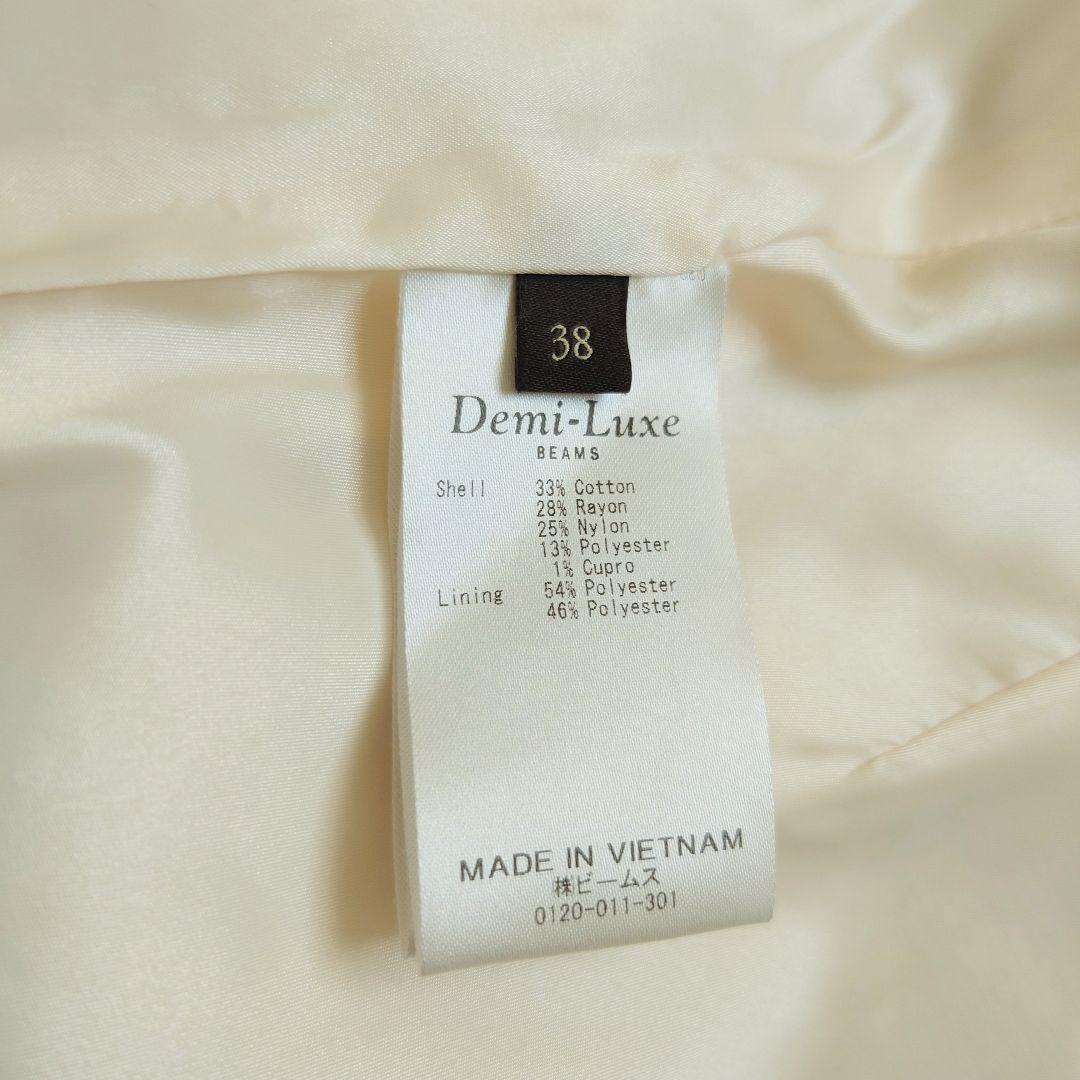 38
Demi-Luxe
BEAMS
Shell 33% Cotton
28% Rayon
25% Nylon
13% Polyester
1% Cupro
Lining 54% Polyester
46% Polyester
MADE IN VIETNAM
㈱ビームス
0120-011-301